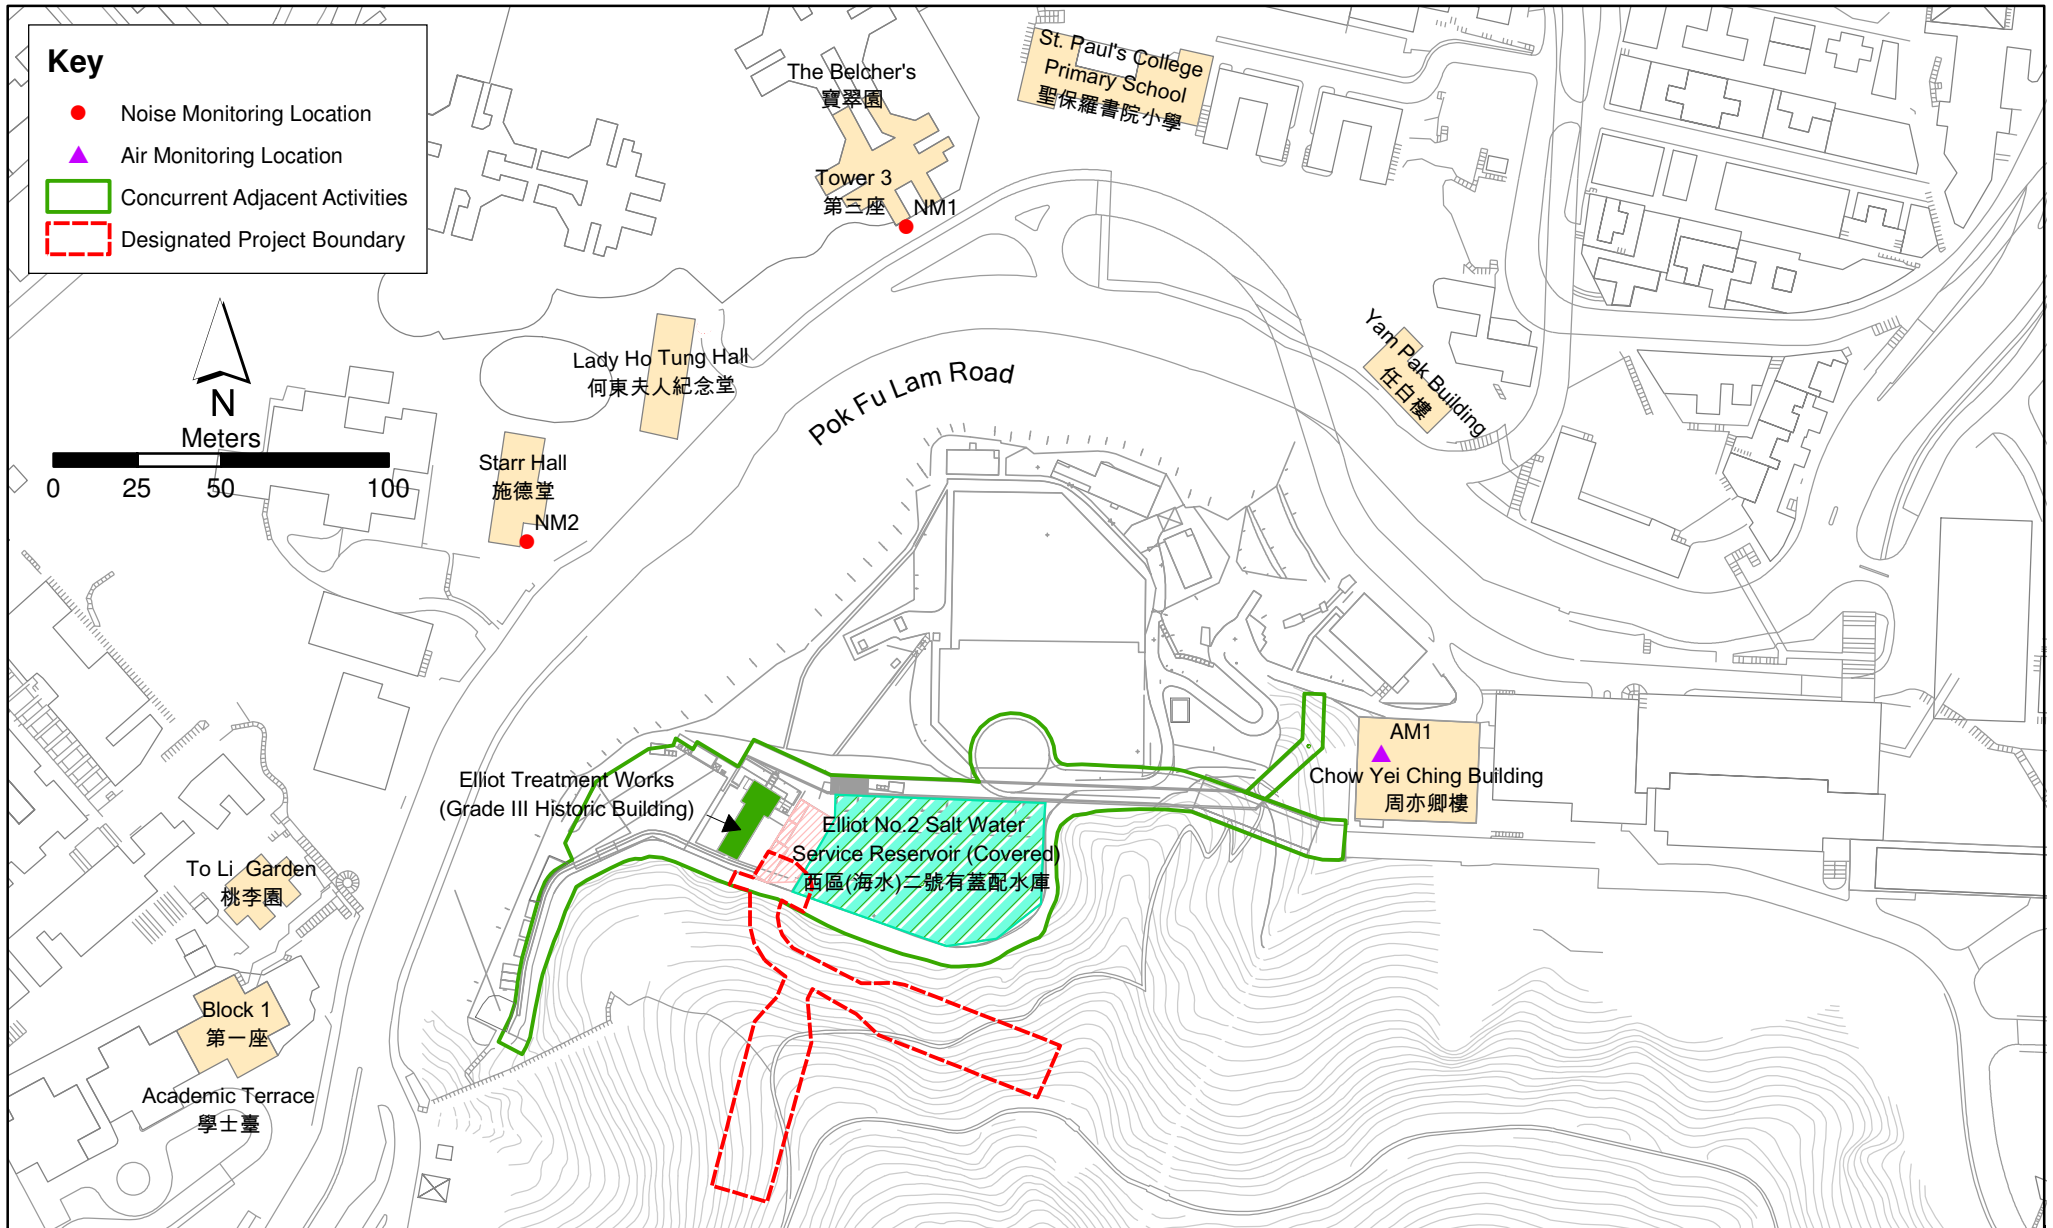 Key
Noise Monitoring Location
Air Monitoring Location
Concurrent Adjacent Activities
Designated Project Boundary
The Belcher's
寶翠園
Tower 3
第三座
NM1
St. Paul's College
Primary School
聖保羅書院小學
N
Meters
0 25 50 100
Lady Ho Tung Hall
何東夫人紀念堂
Pok Fu Lam Road
Yam Pak Building
任白樓
Starr Hall
施德堂
NM2
AM1
Chow Yei Ching Building
周亦卿樓
Elliot Treatment Works
(Grade III Historic Building)
Elliot No.2 Salt Water
Service Reservoir (Covered)
西區(海水)二號有蓋配水庫
To Li Garden
桃李園
Block 1
第一座
Academic Terrace
學士臺